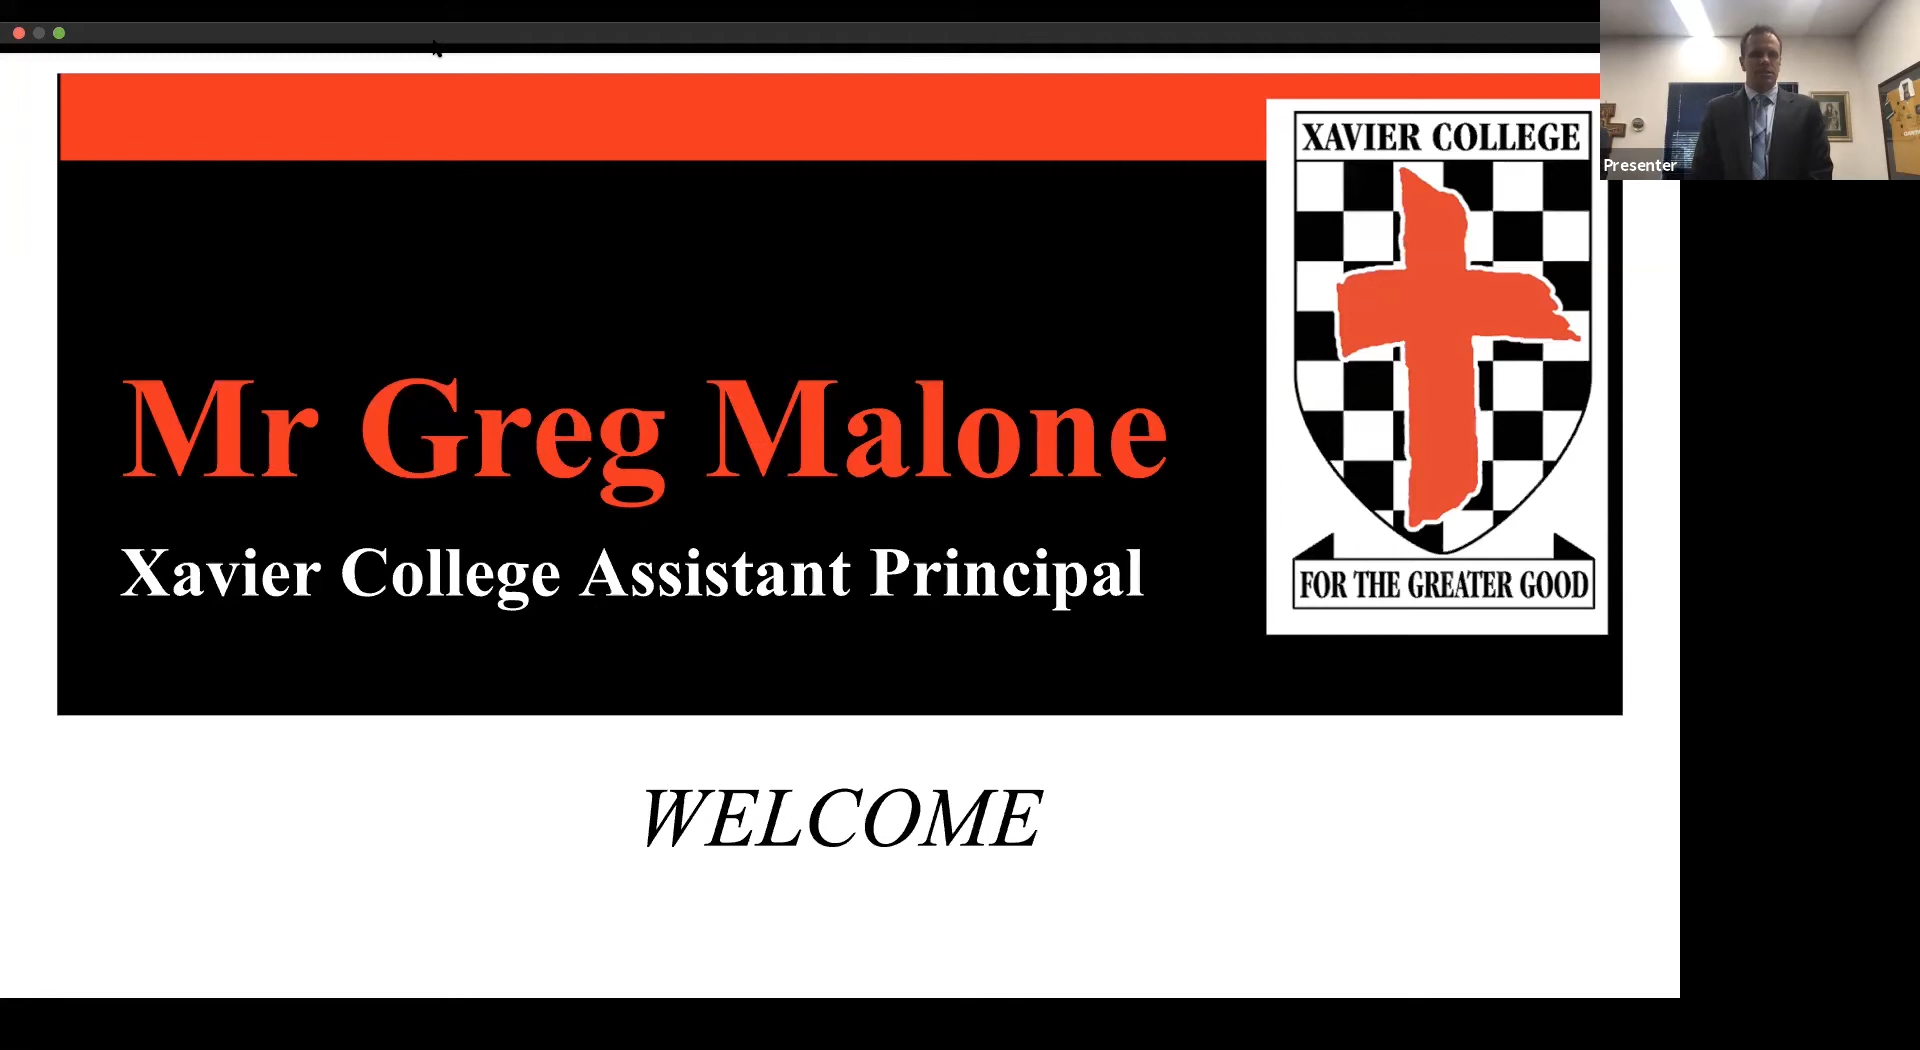 Mr Greg Malone
Xavier College Assistant Principal
XAVIER COLLEGE
FOR THE GREATER GOOD
Presenter
WELCOME